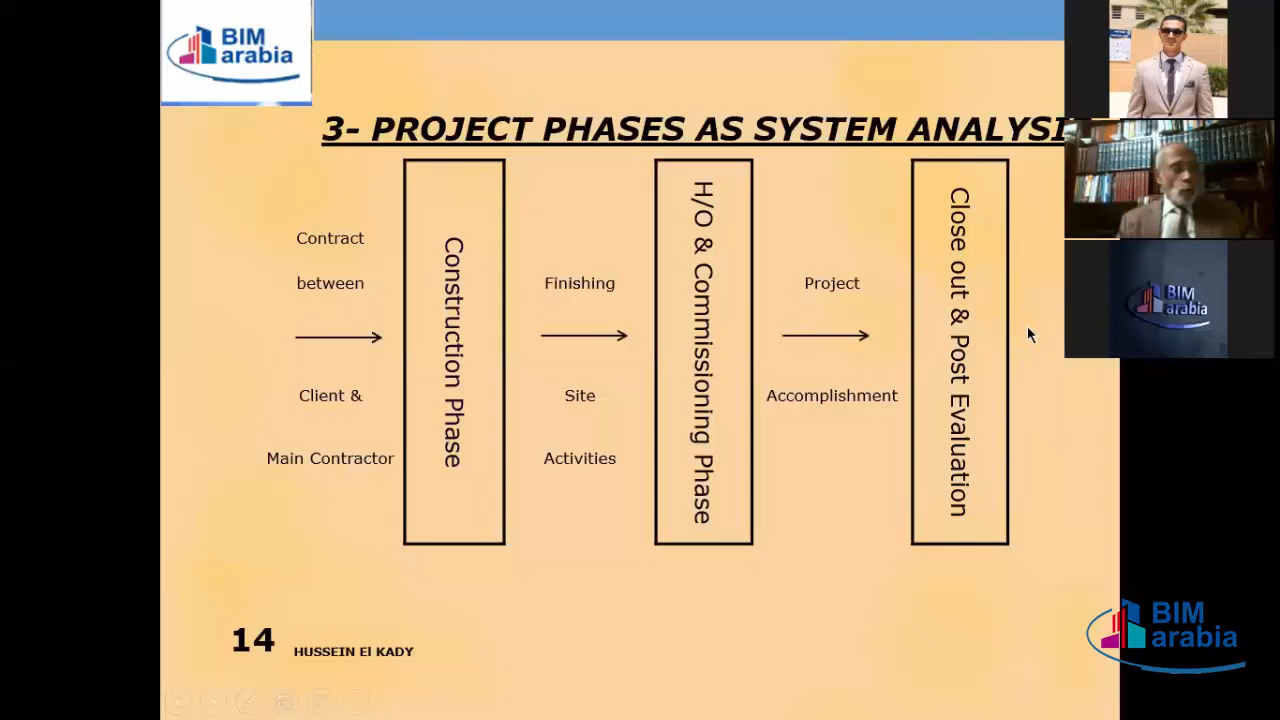 BIM
arabia
3- PROJECT PHASES AS SYSTEM ANALYSI
Contract
between
Client &
Main Contractor
Construction Phase
Finishing
Site
Activities
H/O & Commissioning Phase
Project
Accomplishment
Close out & Post Evaluation
14
HUSSEIN El KADY
BIM
arabia
BIM
arabia